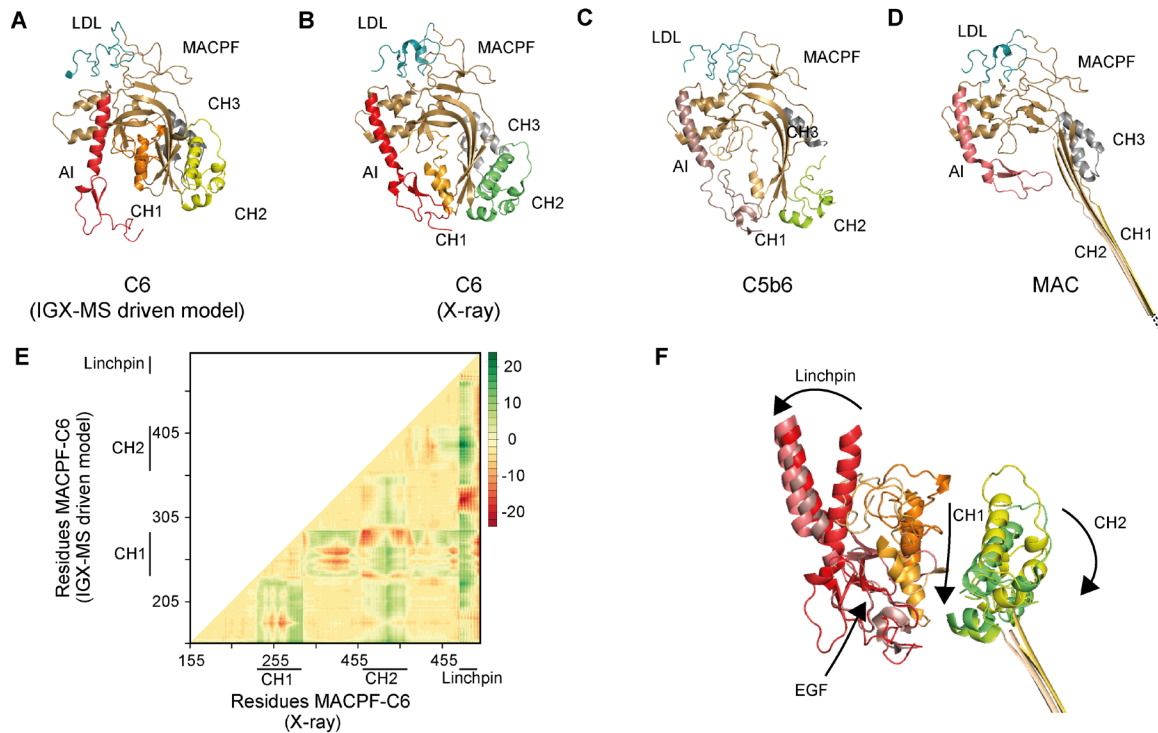 A
LDL
MACPF
CH3
AI
CH1
CH2
C6
(IGX-MS driven model)
B
LDL
MACPF
CH3
AI
CH2
CH1
C6
(X-ray)
C
LDL
MACPF
CH3
AI
CH1
CH2
C5b6
D
LDL
MACPF
CH3
AI
CH1
CH2
MAC
E
Linchpin
405
CH2
305
CH1
205
Residues MACPF-C6
(IGX-MS driven model)
155
255
455
455
CH1
CH2
Linchpin
Residues MACPF-C6
(X-ray)
20
10
0
-10
-20
F
Linchpin
CH1
CH2
EGF